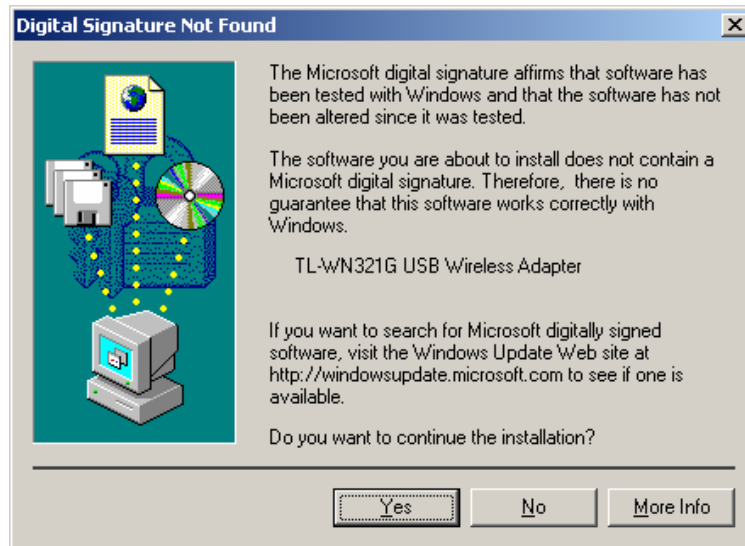 Digital Signature Not Found
The Microsoft digital signature affirms that software has
been tested with Windows and that the software has not
been altered since it was tested.
The software you are about to install does not contain a
Microsoft digital signature. Therefore, there is no
guarantee that this software works correctly with
Windows.
TL-WN321G USB Wireless Adapter
If you want to search for Microsoft digitally signed
software, visit the Windows Update Web site at
http://windowsupdate.microsoft.com to see if one is
available.
Do you want to continue the installation?
Yes No More Info